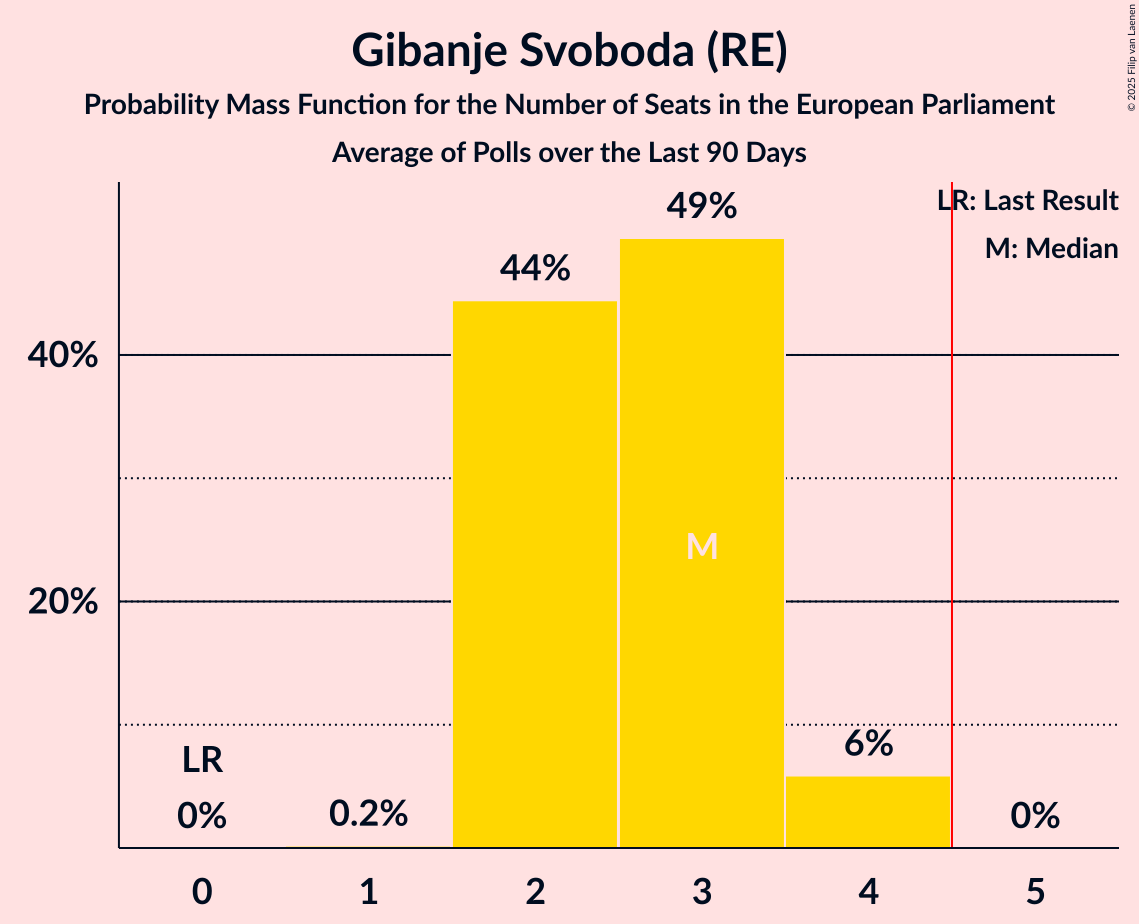 Gibanje Svoboda (RE)
Probability Mass Function for the Number of Seats in the European Parliament
Average of Polls over the Last 90 Days
© 2025 Filip van Laenen
LR: Last Result
M: Median
49%
44%
40%
M
20%
6%
LR
0%
0.2%
0%
0 1 2 3 4 5